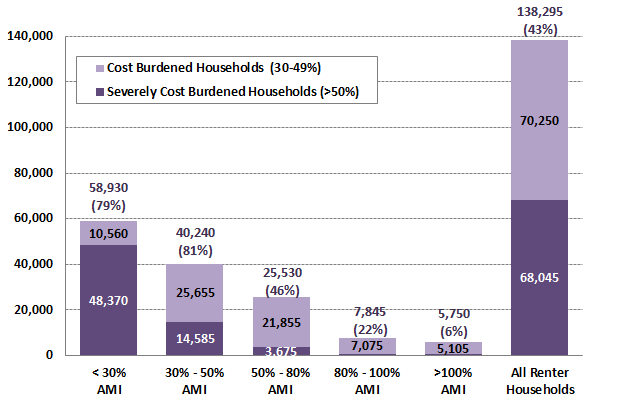 138,295
(43%)
140,000
120,000
100,000
80,000
60,000
40,000
20,000
0
Cost Burdened Households (30-49%)
Severely Cost Burdened Households (>50%)
58,930
(79%)
10,560
48,370
40,240
(81%)
25,655
14,585
25,530
(46%)
21,855
3,675
7,845
(22%)
7,075
5,750
(6%)
5,105
70,250
68,045
< 30%
AMI
30% - 50%
AMI
50% - 80%
AMI
80% - 100%
AMI
>100%
AMI
All Renter
Households